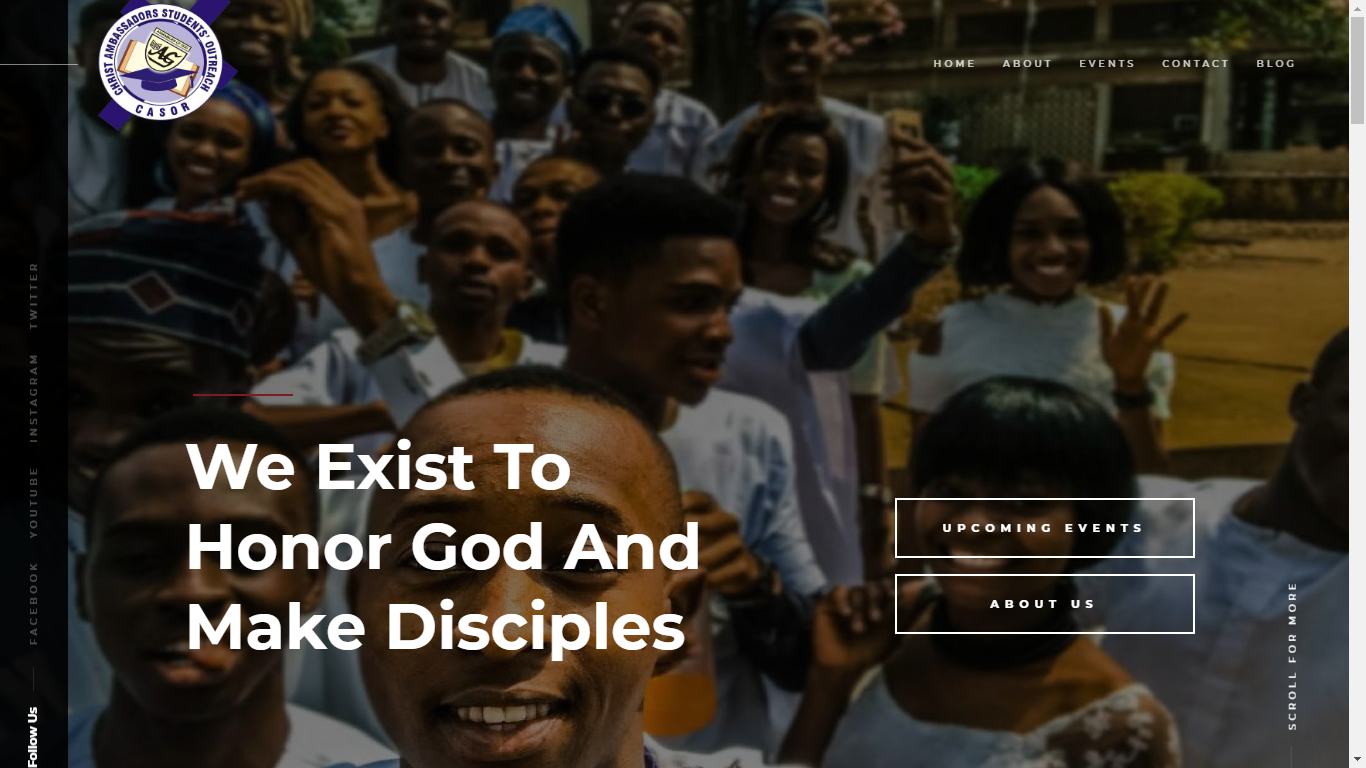 CHRIST AMBASSADORS STUDENTS' OUTREACH
AG
CASOR
HOME
ABOUT
EVENTS
CONTACT
BLOG
TWITTER
INSTAGRAM
YOUTUBE
FACEBOOK
Follow Us
We Exist To
Honor God And
Make Disciples
UPCOMING EVENTS
ABOUT US
SCROLL FOR MORE